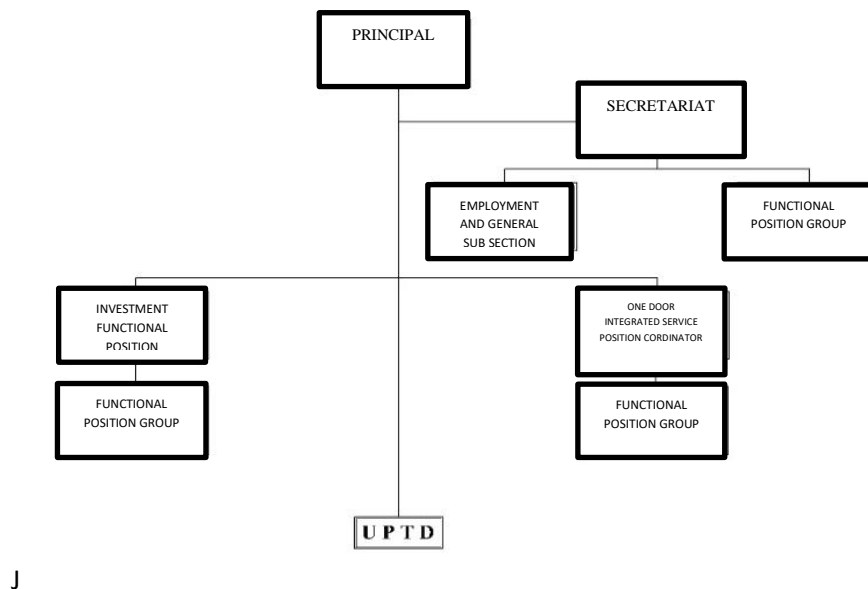 PRINCIPAL
SECRETARIAT
EMPLOYMENT
AND GENERAL
SUB SECTION
FUNCTIONAL
POSITION GROUP
INVESTMENT
FUNCTIONAL
POSITION
ONE DOOR
INTEGRATED SERVICE
POSITION CORDINATOR
FUNCTIONAL
POSITION GROUP
FUNCTIONAL
POSITION GROUP
UPTD
J